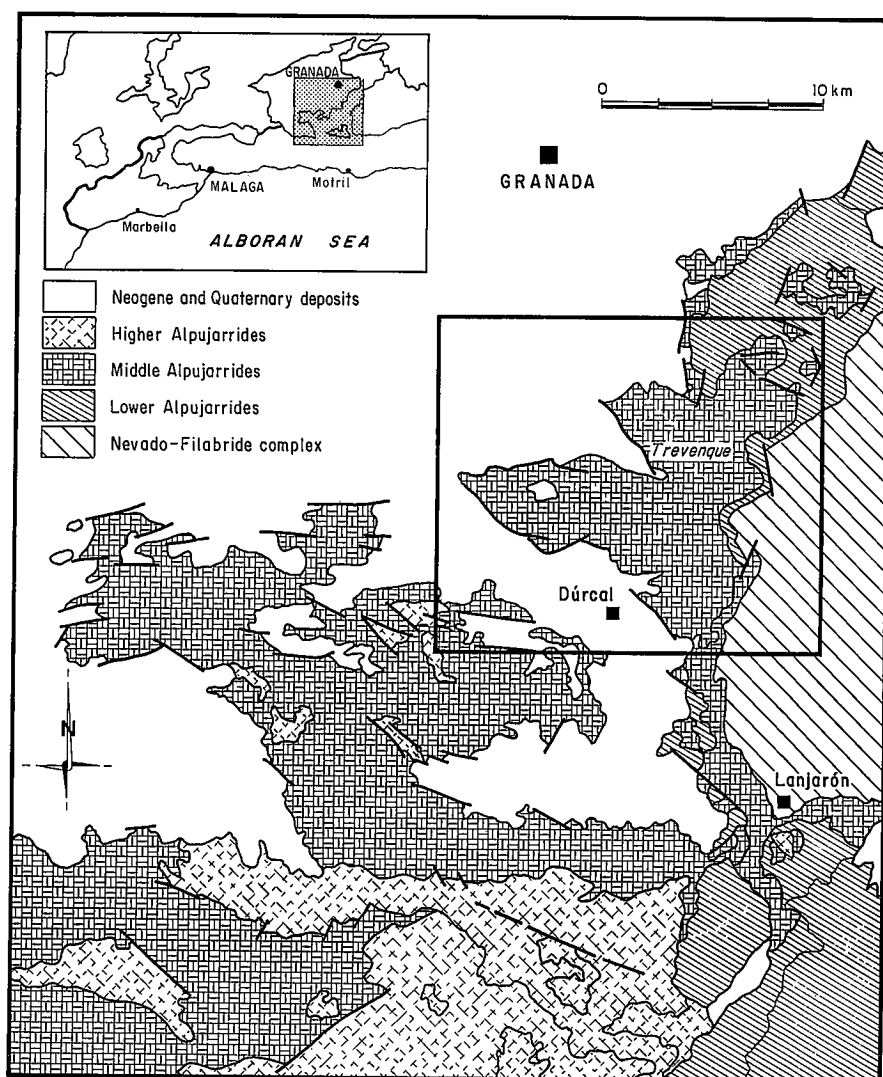 GRANADA
MALAGA
Motril
Marbella
ALBORAN SEA
0 10 km
GRANADA
Neogene and Quaternary deposits
Higher Alpujarrides
Middle Alpujarrides
Lower Alpujarrides
Nevado-Filabride complex
Trevenque
Dúrcal
N
Lanjarón